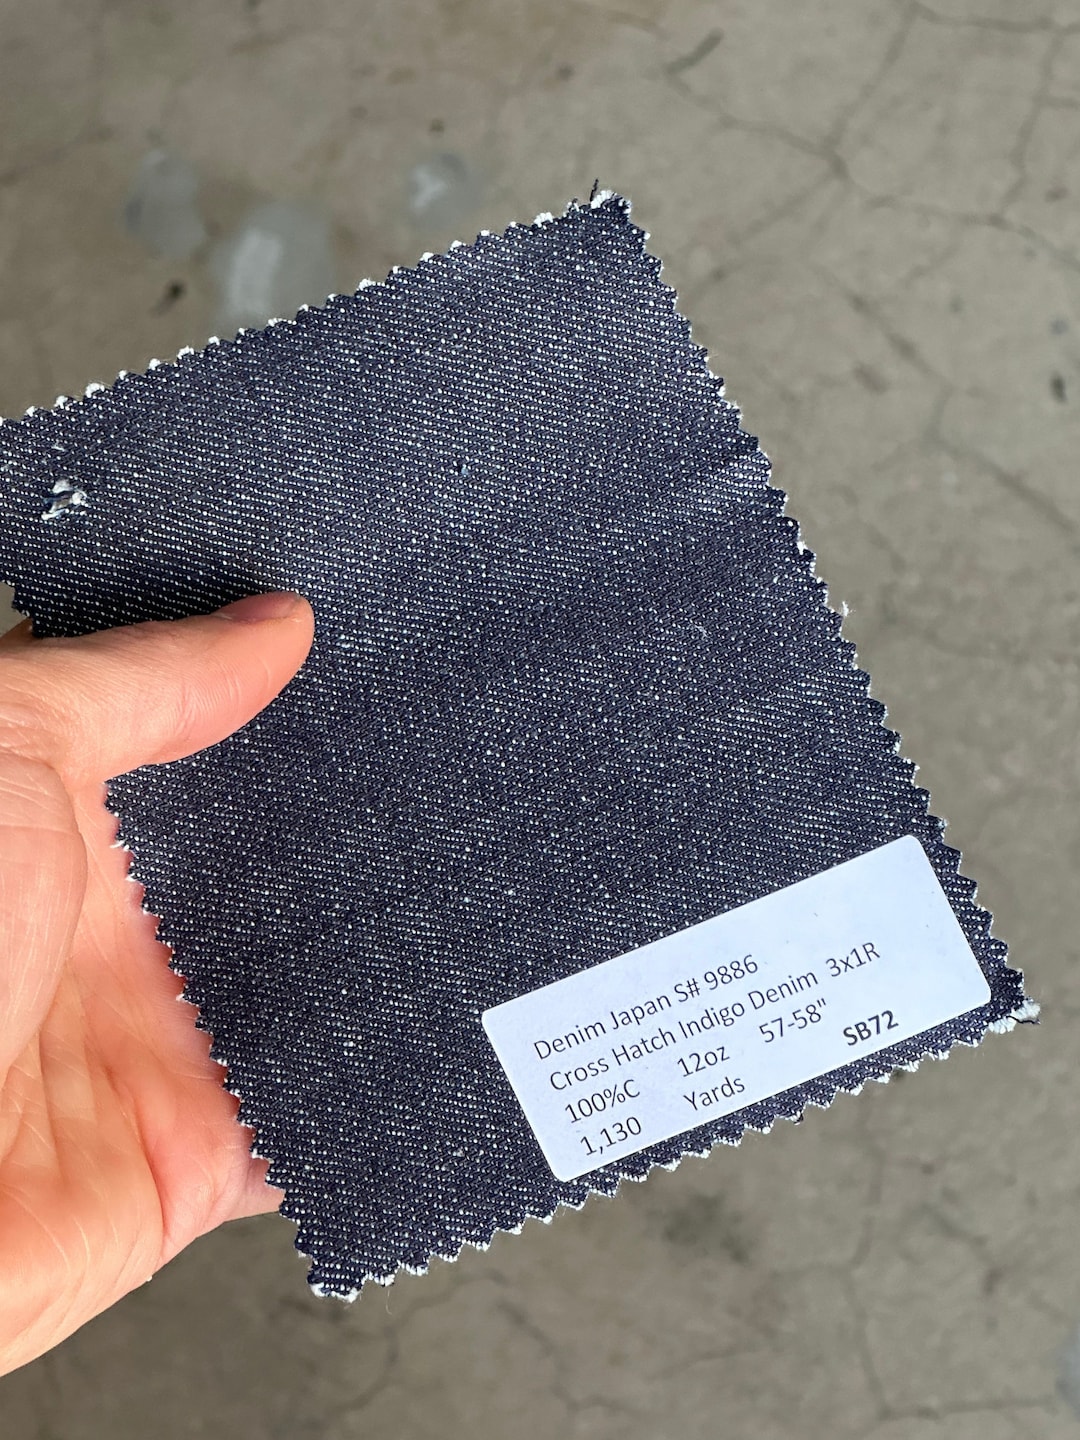 Denim Japan S# 9886
Cross Hatch Indigo Denim 3x1R
100%C 12oz 57-58"
1,130 Yards SB72